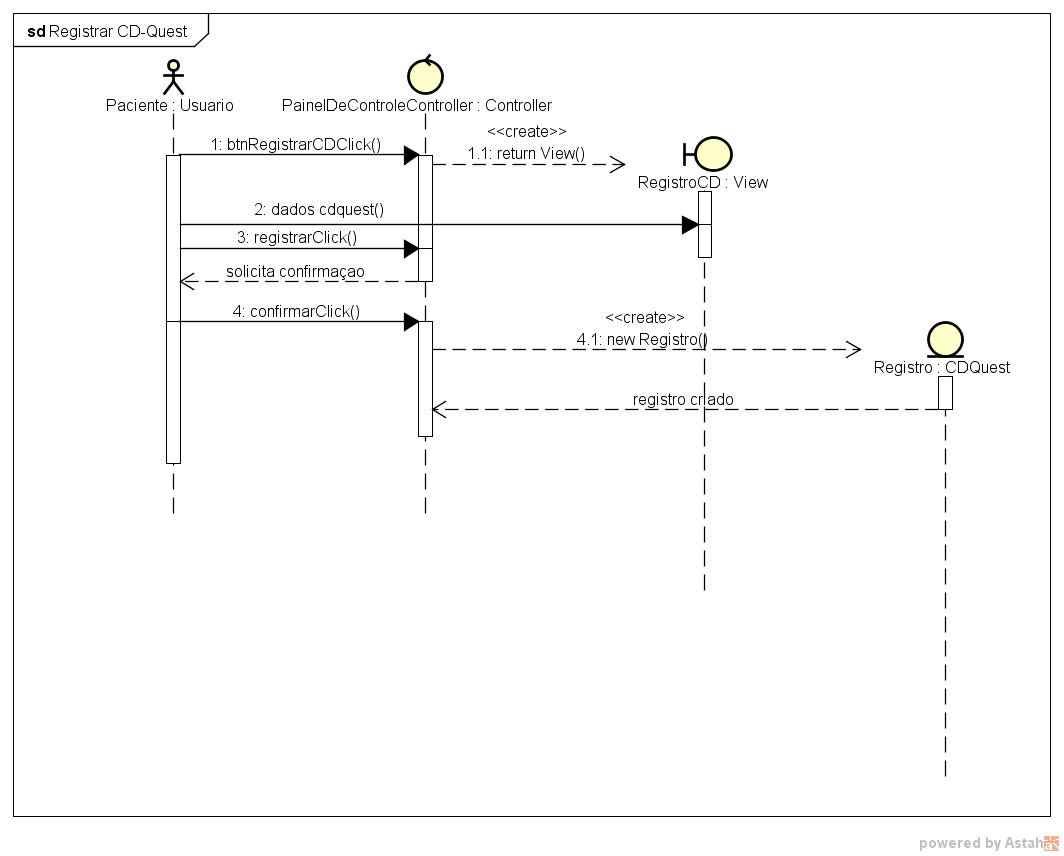 sd Registrar CD-Quest
Paciente : Usuario
PainelDeControleController : Controller
<<create>>
1: btnRegistrarCDClick()
1.1: return View()
RegistroCD : View
2: dados cdquest()
3: registrarClick()
solicita confirmaçao
4: confirmarClick()
<<create>>
4.1: new Registro()
Registro : CDQuest
registro criado
powered by Astah